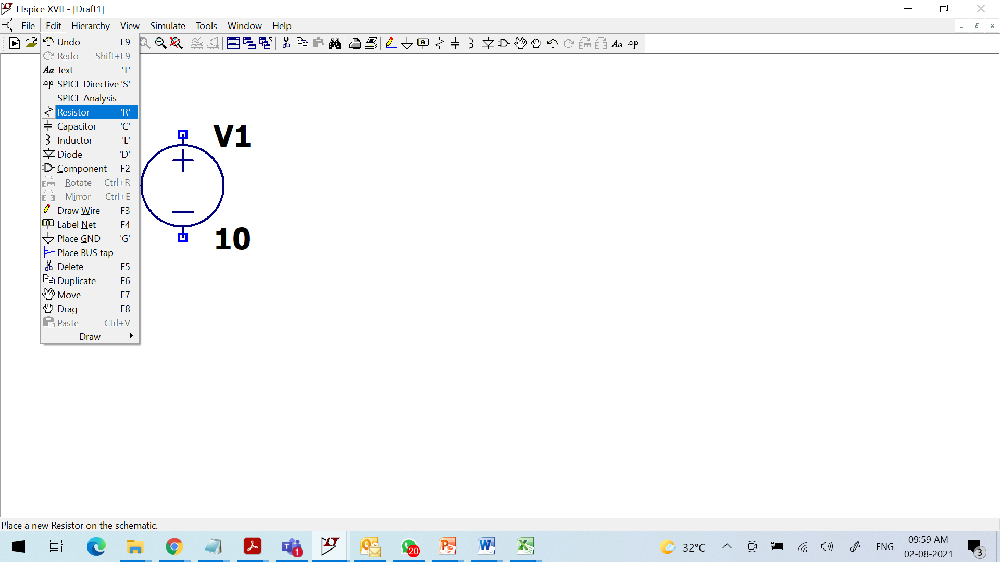 LTspice XVII - [Draft1]
File Edit Hierarchy View Simulate Tools Window Help
Undo F9
Redo Shift+F9
Text 'T'
SPICE Directive 'S'
SPICE Analysis
Resistor 'R'
Capacitor 'C'
Inductor 'L'
Diode 'D'
Component F2
Rotate Ctrl+R
Mirror Ctrl+E
Draw Wire F3
Label Net F4
Place GND 'G'
Place BUS tap
Delete F5
Duplicate F6
Move F7
Drag F8
Paste Ctrl+V
Draw
V1
10
Place a new Resistor on the schematic.
1
20
32°C
ENG
09:59 AM
02-08-2021
3